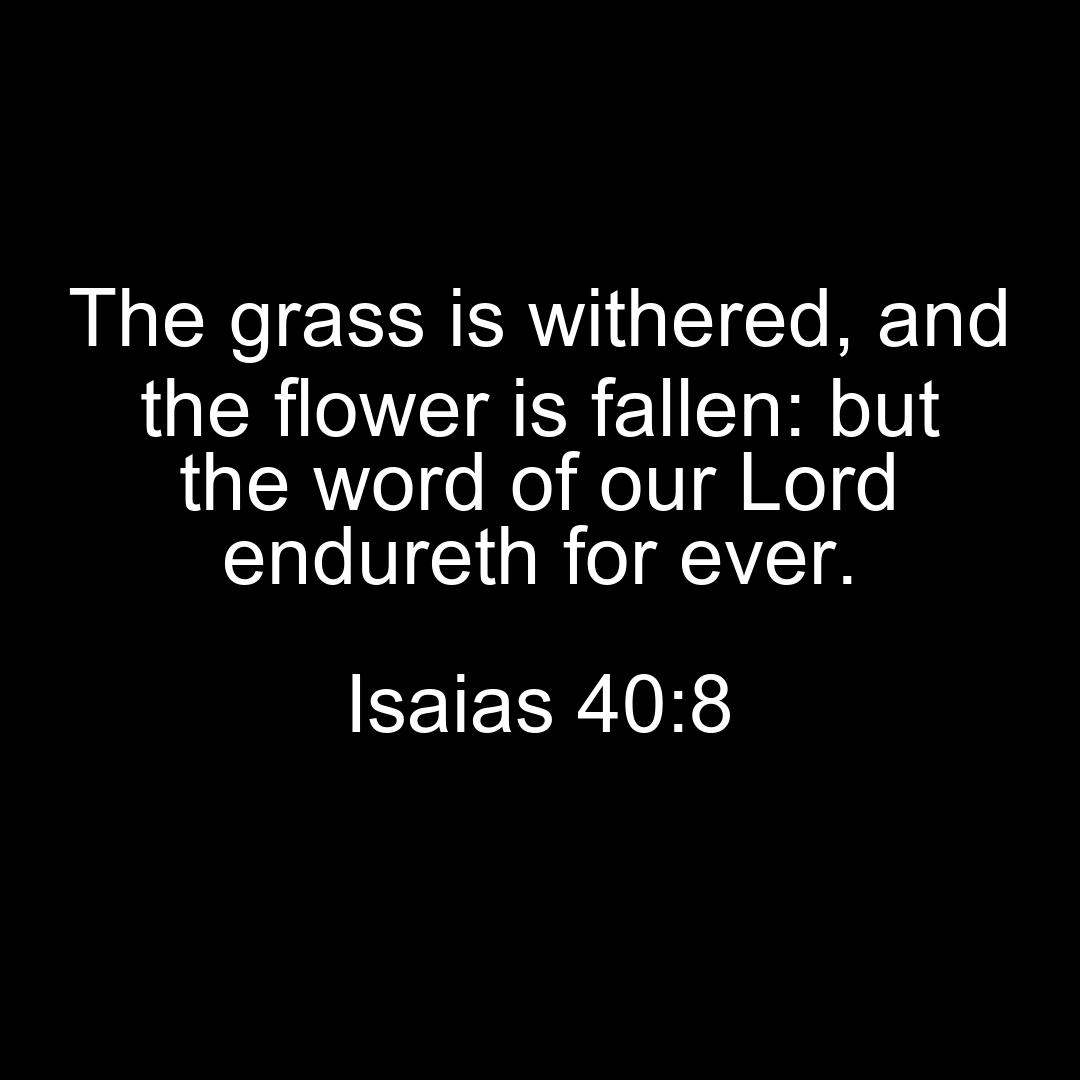 The grass is withered, and
the flower is fallen: but
the word of our Lord
endureth for ever.
Isaias 40:8